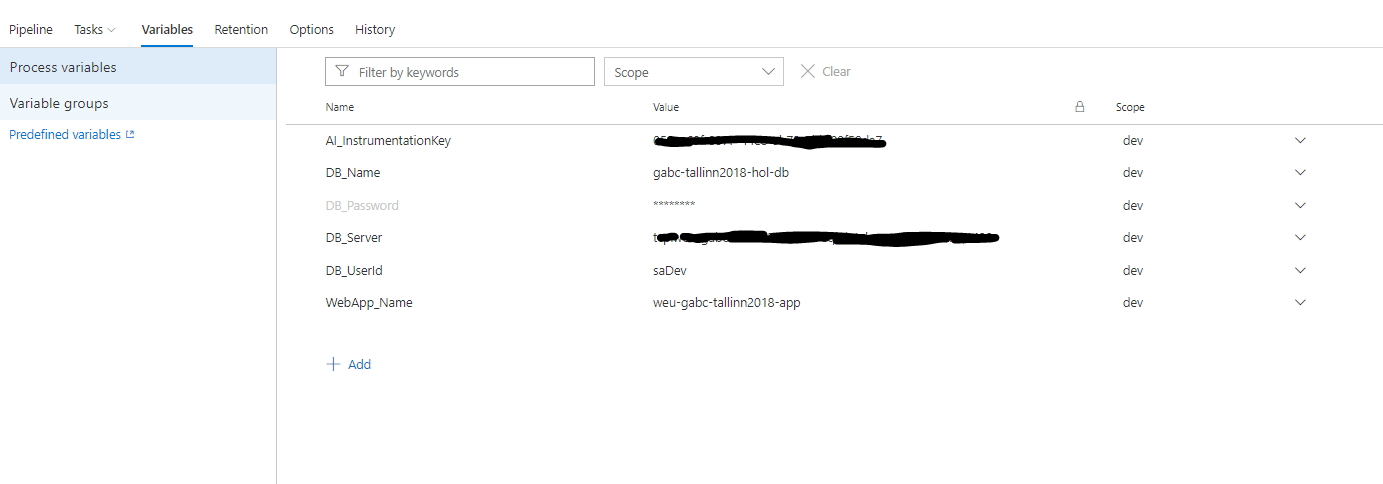 Pipeline Tasks Variables Retention Options History
Process variables
Variable groups
Predefined variables
Filter by keywords Scope Clear
Name Value Scope
AI_InstrumentationKey dev
DB_Name gabc-tallinn2018-hol-db dev
DB_Password ******** dev
DB_Server dev
DB_UserId saDev dev
WebApp_Name weu-gabc-tallinn2018-app dev
Add